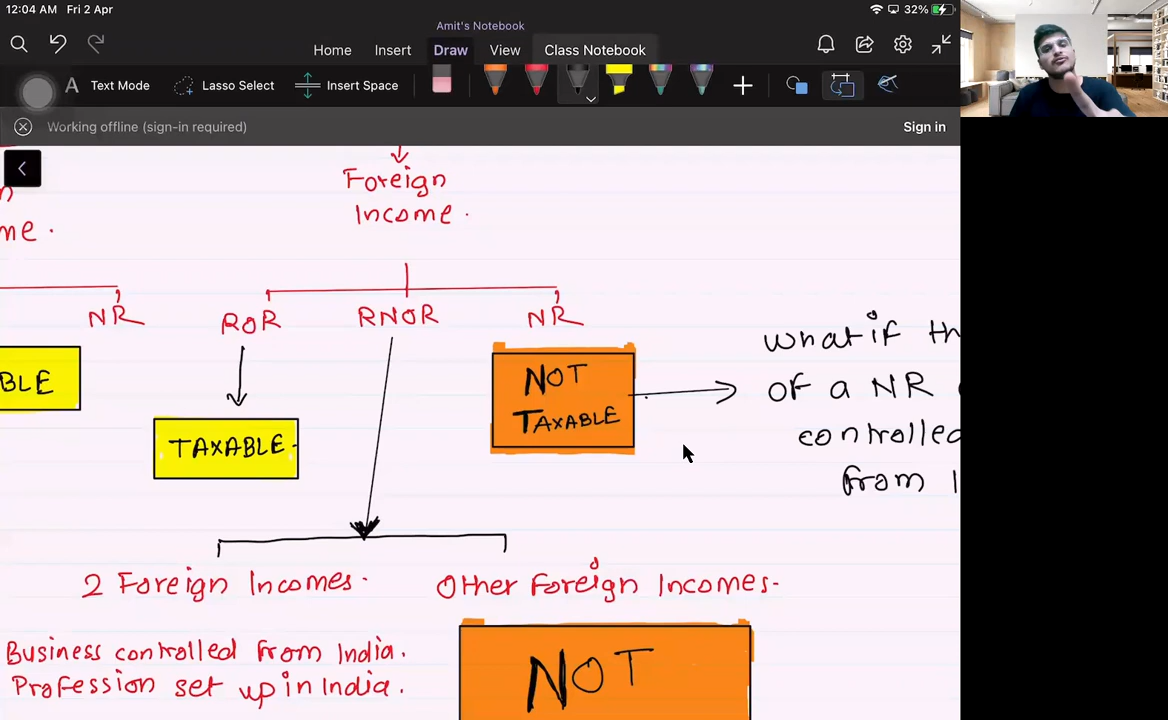 12:04 AM Fri 2 Apr
32%
Amit's Notebook
Home Insert Draw View Class Notebook
A Text Mode Lasso Select Insert Space
Working offline (sign-in required) Sign in
Foreign
Income.
me.
NR ROR RNOR NR
BLE
TAXABLE
NOT
TAXABLE
what if th
of a NR
controlled
from I
2 Foreign Incomes. Other Foreign Incomes.
Business controlled from India.
Profession set up in India.
NOT